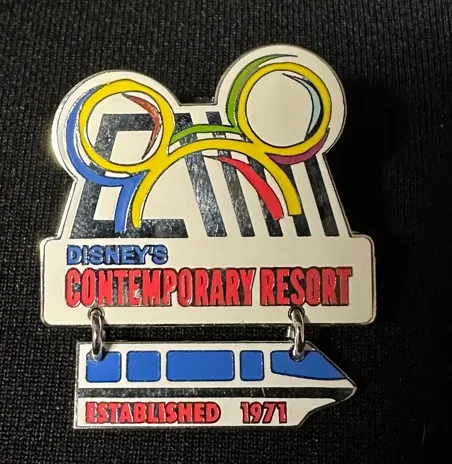 DISNEY'S
CONTEMPORARY RESORT
ESTABLISHED 1971